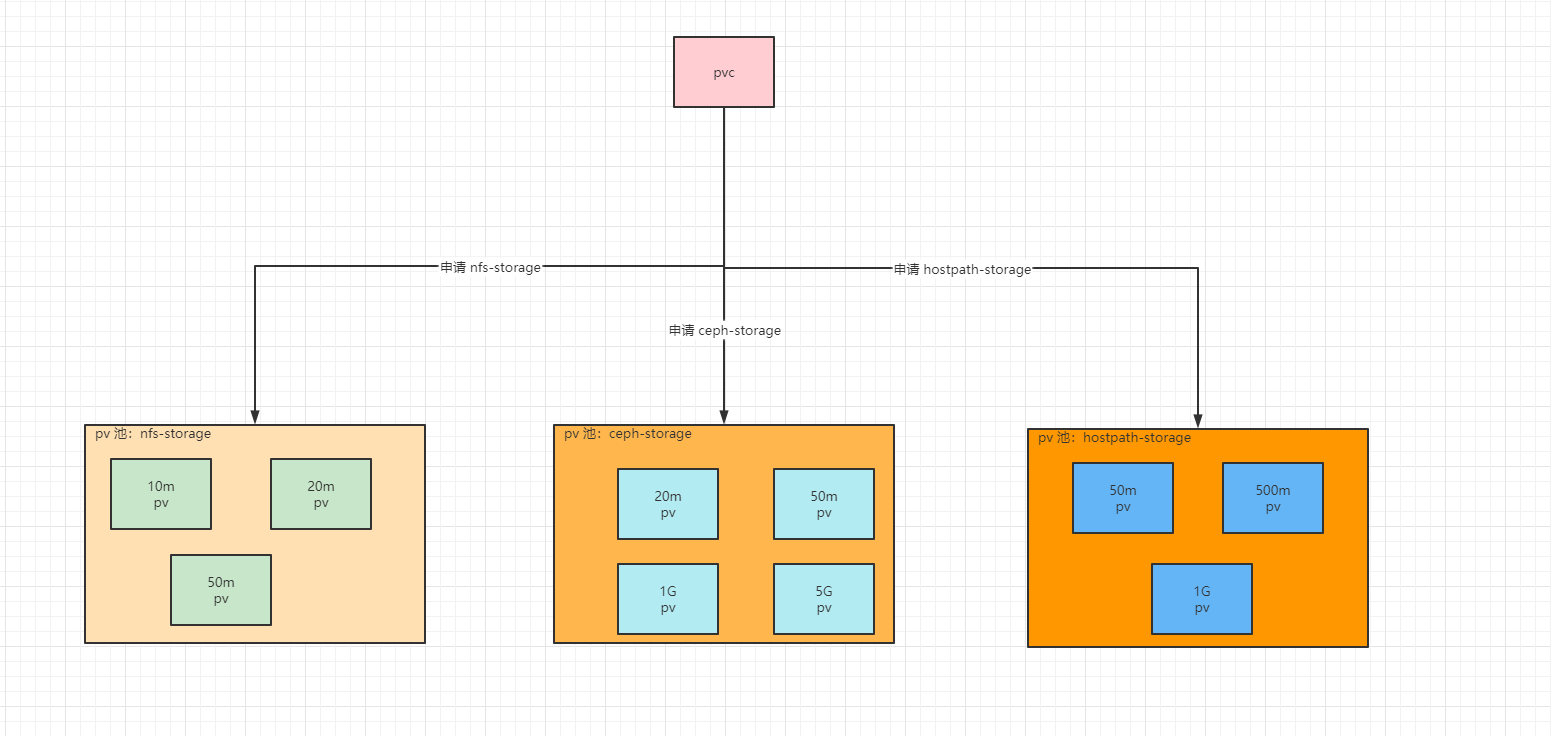 pvc
申请 nfs-storage
申请 hostpath-storage
申请 ceph-storage
pv 池：nfs-storage
10m
pv
20m
pv
50m
pv
pv 池：ceph-storage
20m
pv
50m
pv
1G
pv
5G
pv
pv 池：hostpath-storage
50m
pv
500m
pv
1G
pv